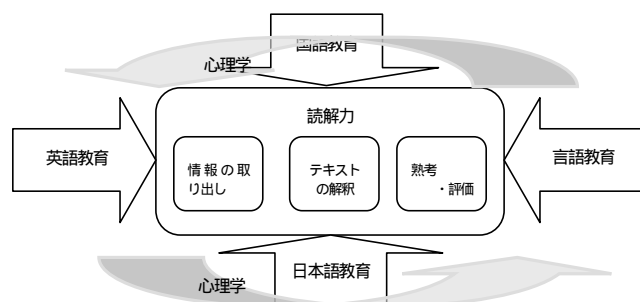 国語教育
心理学
読解力
英語教育
情報の取
り出し
テキスト
の解釈
熟考
・評価
言語教育
日本語教育
心理学